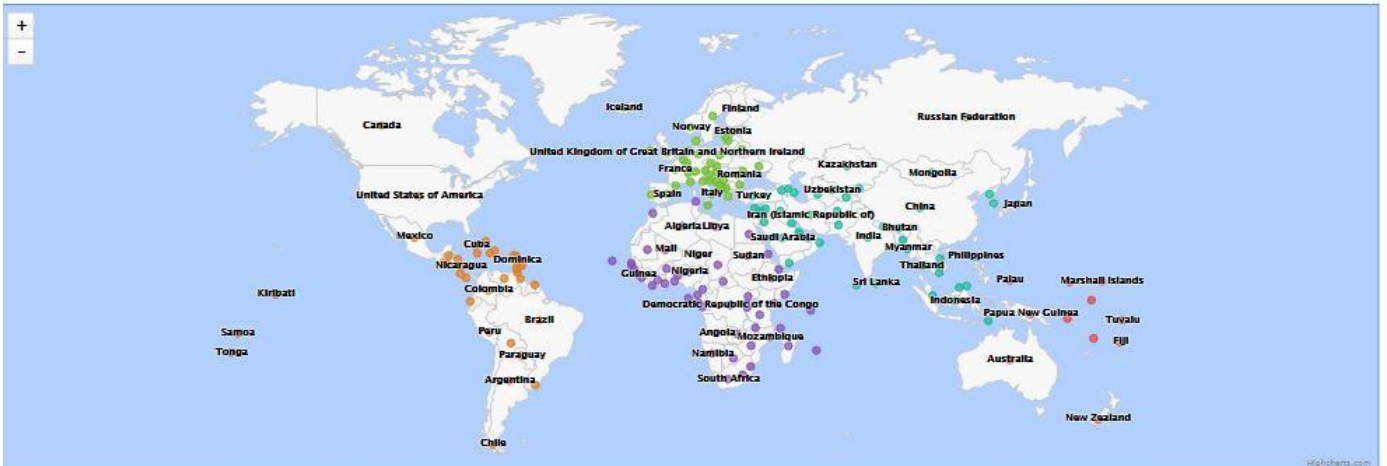 +
-
Iceland
Finland
Canada
Norway
Estonia
Russian Federation
United Kingdom of Great Britain and Northern Ireland
Kazakhstan
France
Romania
Mongolia
United States of America
Spain
Italy
Turkey
Uzbekistan
China
Japan
Iran (Islamic Republic of)
Mexico
Algeria
Libya
Saudi Arabia
India
Bhutan
Cuba
Mali
Niger
Sudan
Myanmar
Philippines
Nicaragua
Dominica
Guinea
Nigeria
Ethiopia
Thailand
Colombia
Sri Lanka
Palau
Marshall Islands
Kiribati
Democratic Republic of the Congo
Indonesia
Papua New Guinea
Brazil
Tuvalu
Samoa
Peru
Angola
Mozambique
Fiji
Tonga
Paraguay
Namibia
Australia
Argentina
South Africa
New Zealand
Chile
Highcharts.com